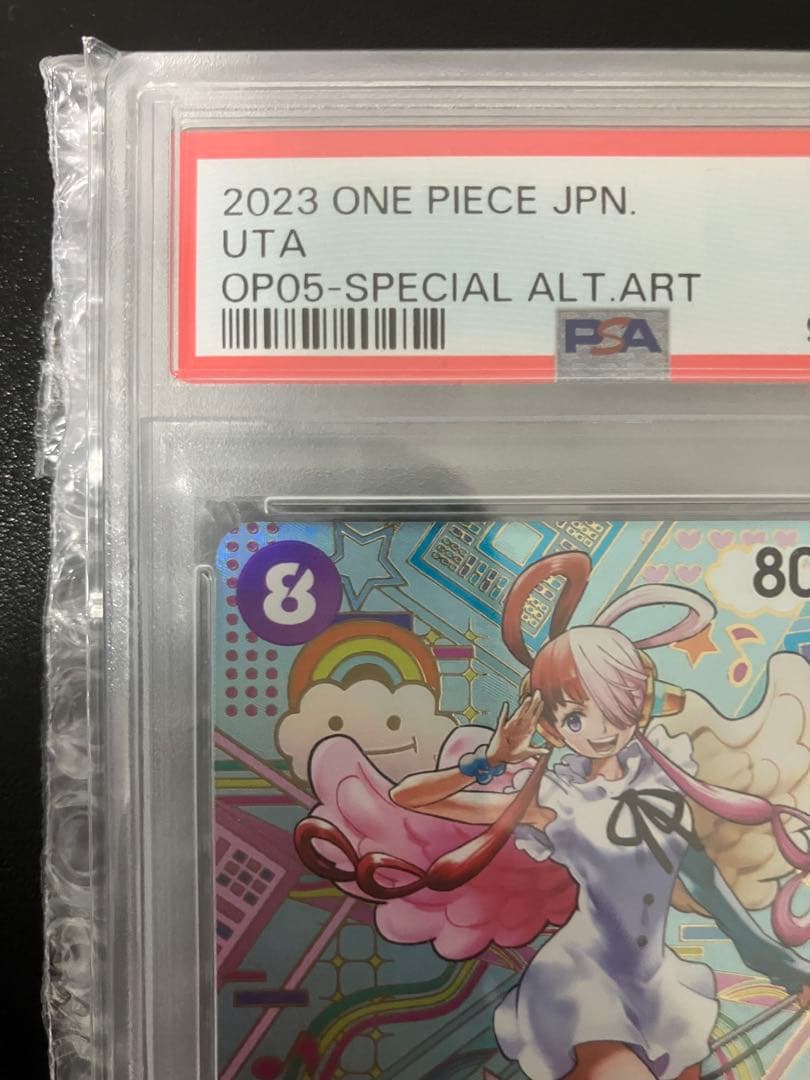 2023 ONE PIECE JPN.
UTA
OP05-SPECIAL ALT.ART
PSA
8
80